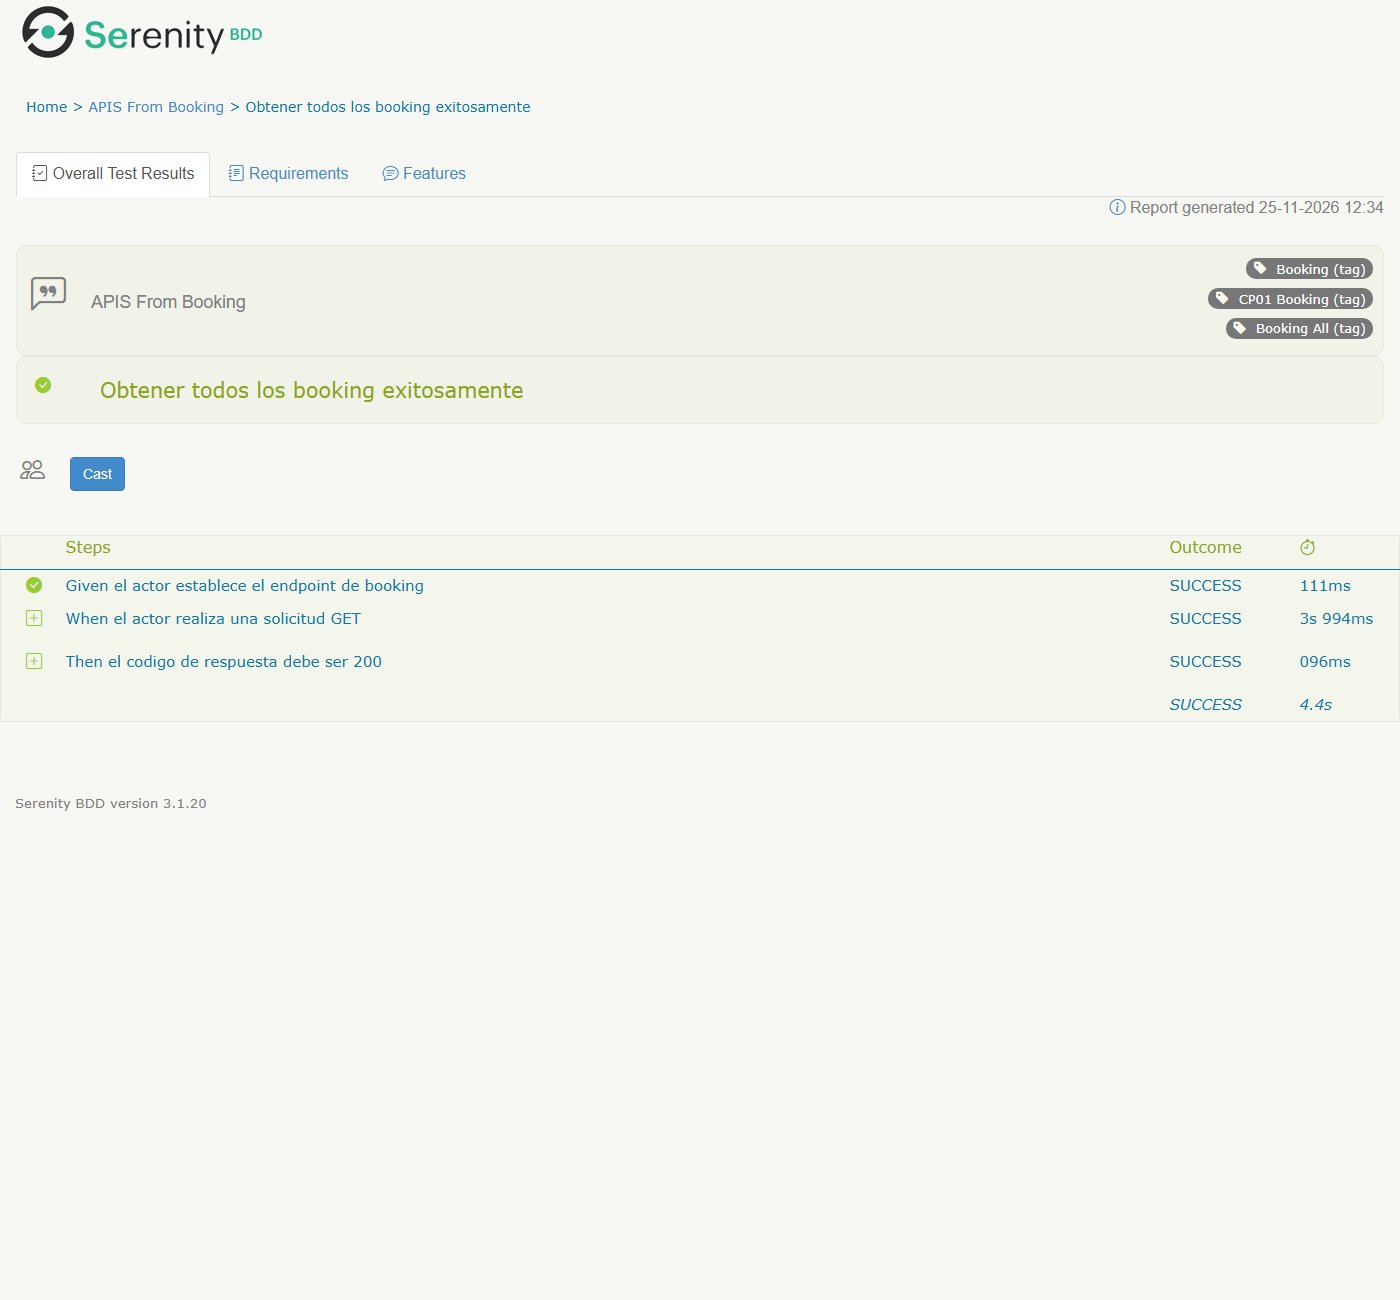 Serenity BDD
Home > APIS From Booking > Obtener todos los booking exitosamente
Overall Test Results Requirements Features
Report generated 25-11-2026 12:34
Booking (tag)
APIS From Booking
CP01 Booking (tag)
Booking All (tag)
Obtener todos los booking exitosamente
Cast
Steps Outcome
Given el actor establece el endpoint de booking SUCCESS 111ms
When el actor realiza una solicitud GET SUCCESS 3s 994ms
Then el codigo de respuesta debe ser 200 SUCCESS 096ms
SUCCESS 4.4s
Serenity BDD version 3.1.20